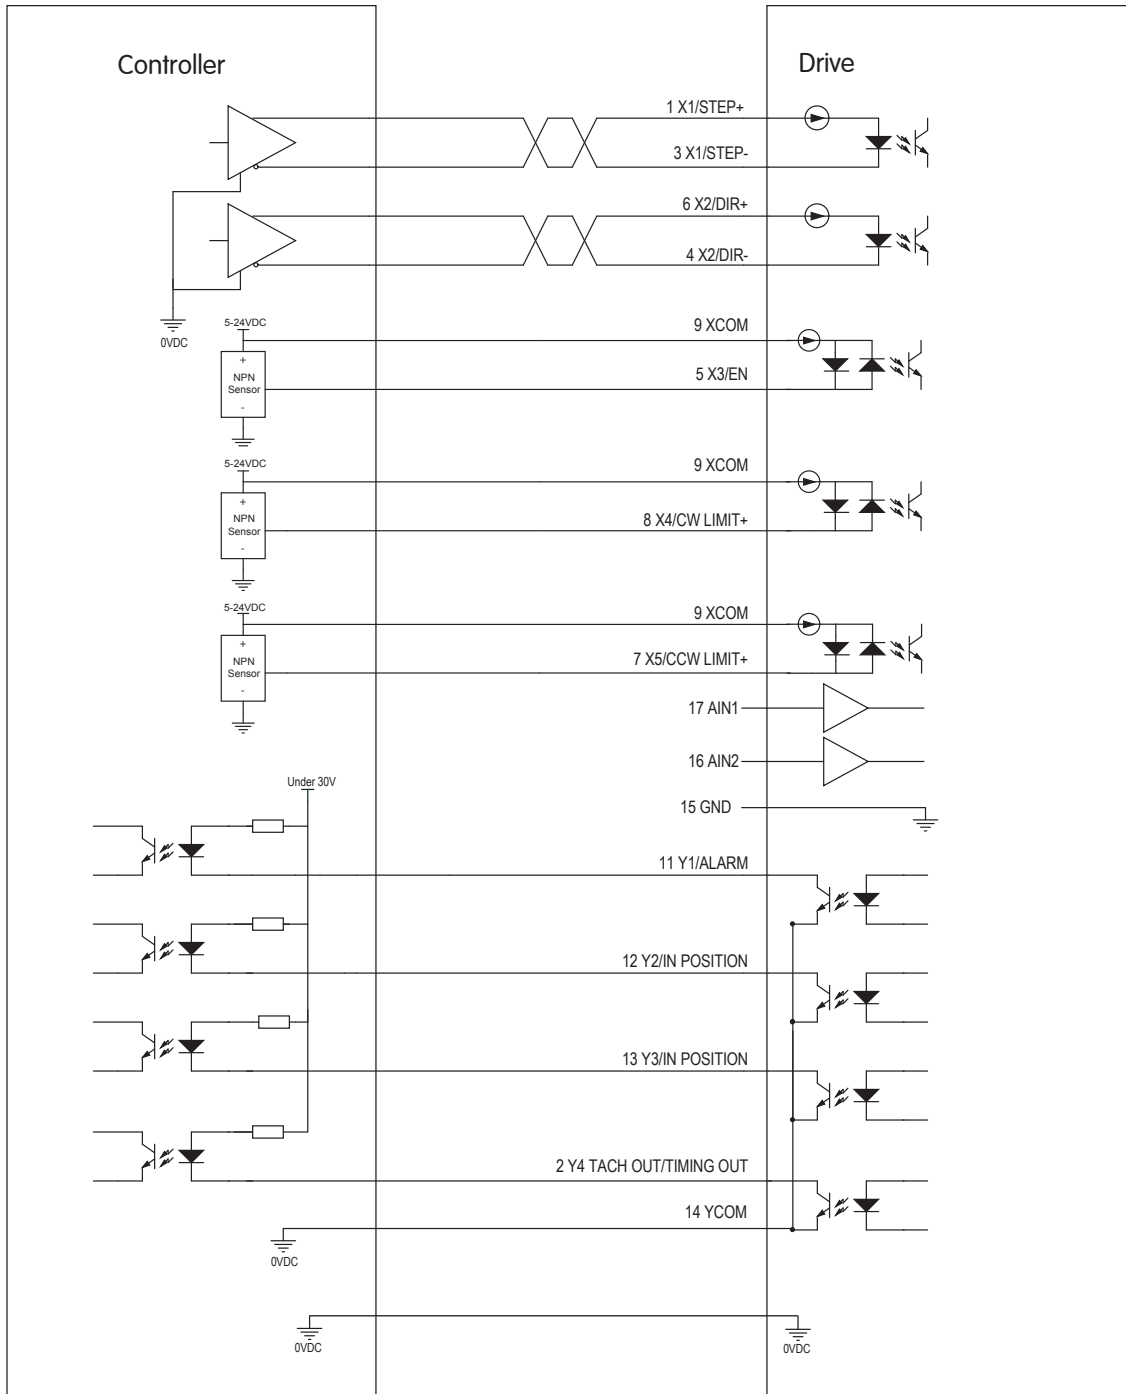 Controller
Drive
1 X1/STEP+
3 X1/STEP-
6 X2/DIR+
4 X2/DIR-
0VDC
5-24VDC
+
NPN
Sensor
-
9 XCOM
5 X3/EN
5-24VDC
+
NPN
Sensor
-
9 XCOM
8 X4/CW LIMIT+
5-24VDC
+
NPN
Sensor
-
9 XCOM
7 X5/CCW LIMIT+
17 AIN1
16 AIN2
15 GND
Under 30V
11 Y1/ALARM
12 Y2/IN POSITION
13 Y3/IN POSITION
2 Y4 TACH OUT/TIMING OUT
14 YCOM
0VDC
0VDC
0VDC